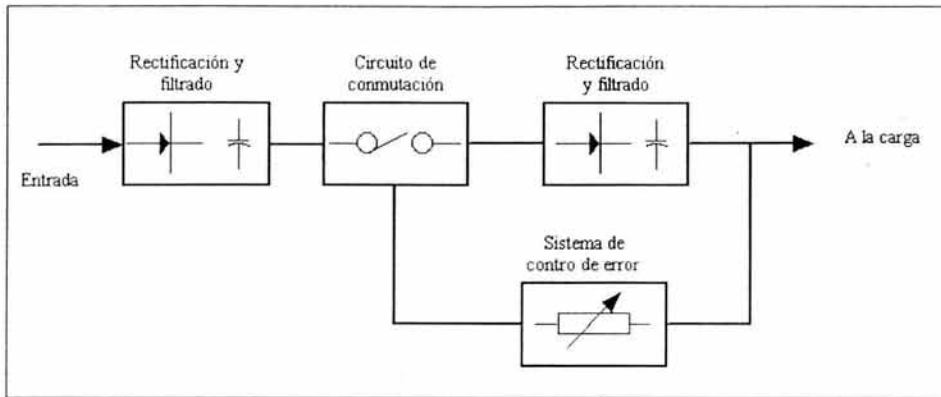 Rectificación y
filtrado
Circuito de
conmutación
Rectificación
y filtrado
A la carga
Entrada
Sistema de
contro de error